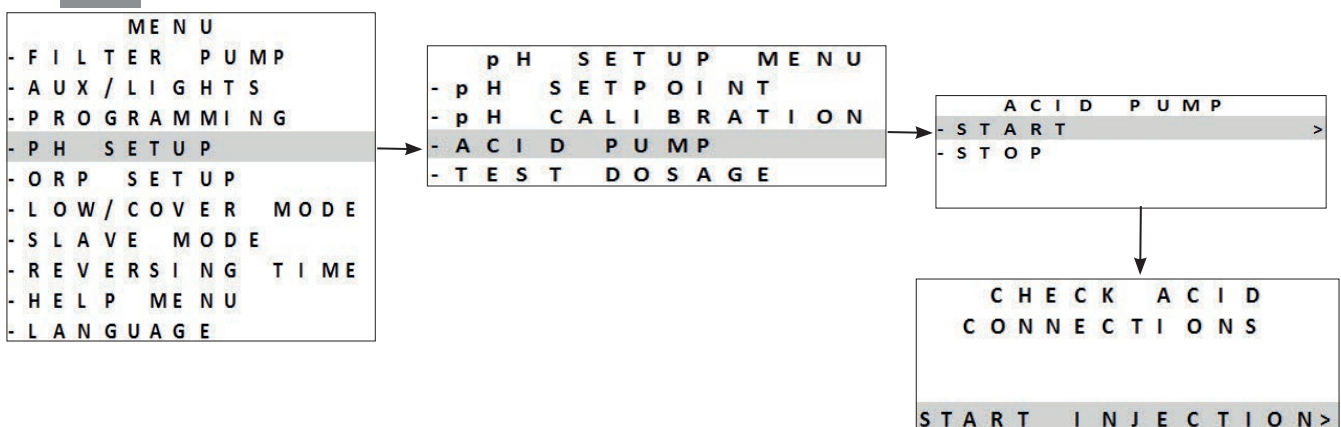 MENU
- FILTER PUMP
- AUX/LIGHTS
- PROGRAMMING
- PH SETUP
- ORP SETUP
- LOW/COVER MODE
- SLAVE MODE
- REVERSING TIME
- HELP MENU
- LANGUAGE
pH SETUP MENU
- pH SETPOINT
- pH CALIBRATION
- ACID PUMP
- TEST DOSAGE
ACID PUMP
- START >
- STOP
CHECK ACID
CONNECTIONS
START INJECTION>